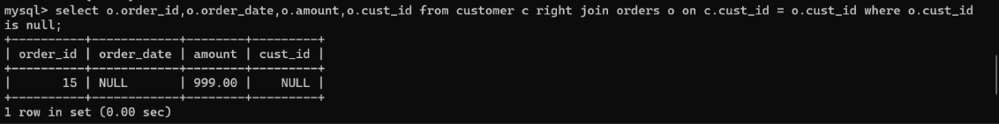 mysql> select o.order_id,o.order_date,o.amount,o.cust_id from customer c right join orders o on c.cust_id = o.cust_id where o.cust_id
is null;
+----------+------------+--------+---------+
| order_id | order_date | amount | cust_id |
+----------+------------+--------+---------+
|       15 | NULL       | 999.00 |    NULL |
+----------+------------+--------+---------+
1 row in set (0.00 sec)